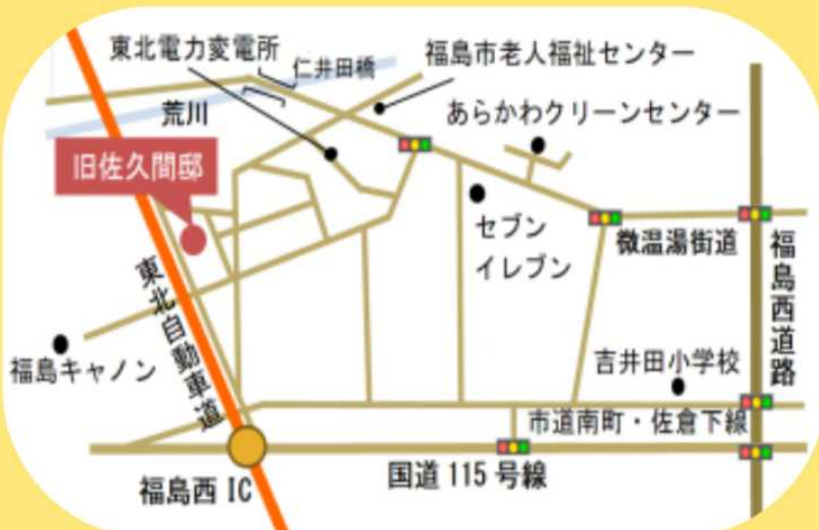 東北電力変電所
仁井田橋
福島市老人福祉センター
荒川
あらかわクリーンセンター
旧佐久間邸
セブン
イレブン
微温湯街道
福島西道路
東北自動車道
福島キャノン
吉井田小学校
市道南町・佐倉下線
福島西 IC
国道 115 号線